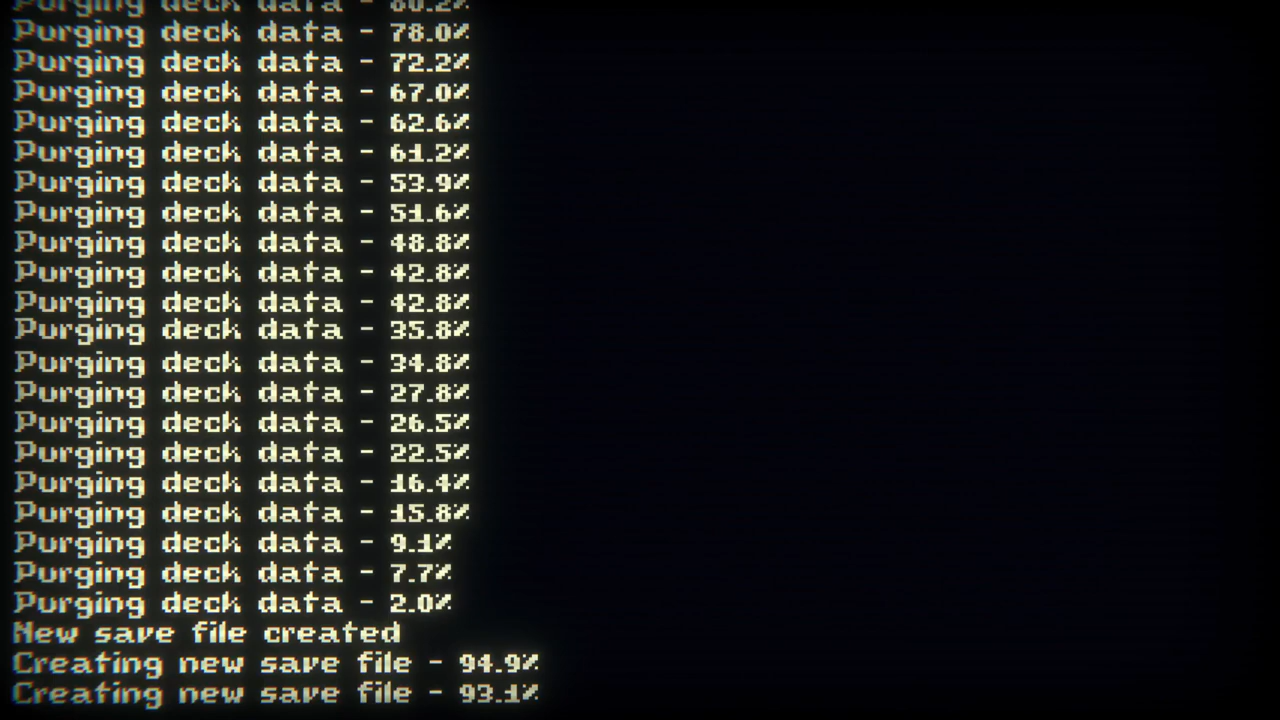 Purging deck data - 80.2%
Purging deck data - 78.0%
Purging deck data - 72.2%
Purging deck data - 67.0%
Purging deck data - 62.6%
Purging deck data - 61.2%
Purging deck data - 53.9%
Purging deck data - 51.6%
Purging deck data - 48.8%
Purging deck data - 42.8%
Purging deck data - 42.8%
Purging deck data - 35.8%
Purging deck data - 34.8%
Purging deck data - 27.8%
Purging deck data - 26.5%
Purging deck data - 22.5%
Purging deck data - 16.4%
Purging deck data - 15.8%
Purging deck data - 9.1%
Purging deck data - 7.7%
Purging deck data - 2.0%
New save file created
Creating new save file - 94.9%
Creating new save file - 93.1%